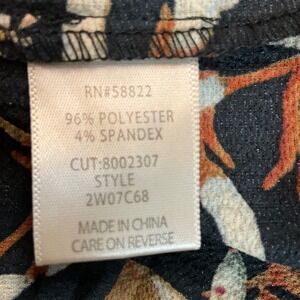 RN#58822
96% POLYESTER
4% SPANDEX
CUT:8002307
STYLE
2W07C68
MADE IN CHINA
CARE ON REVERSE